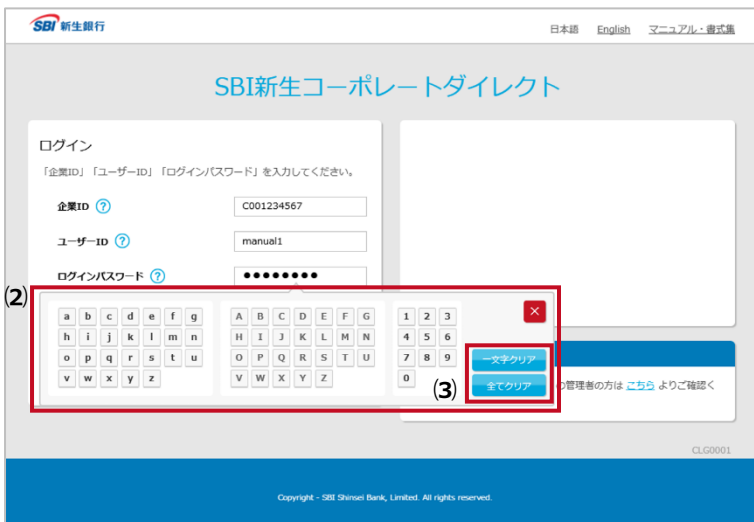 SBI 新生銀行
日本語 English マニュアル・書式集
SBI新生コーポレートダイレクト
ログイン
「企業ID」「ユーザーID」「ログインパスワード」を入力してください。
企業ID ? C001234567
ユーザーID ? manual1
ログインパスワード ? ●●●●●●●●
(2)
a b c d e f g A B C D E F G 1 2 3 ×
h i j k l m n H I J K L M N 4 5 6
o p q r s t u O P Q R S T U 7 8 9 一文字クリア
v w x y z V W X Y Z 0 (3) 全てクリア
の管理者の方は こちら よりご確認く
CLG0001
Copyright - SBI Shinsei Bank, Limited. All rights reserved.